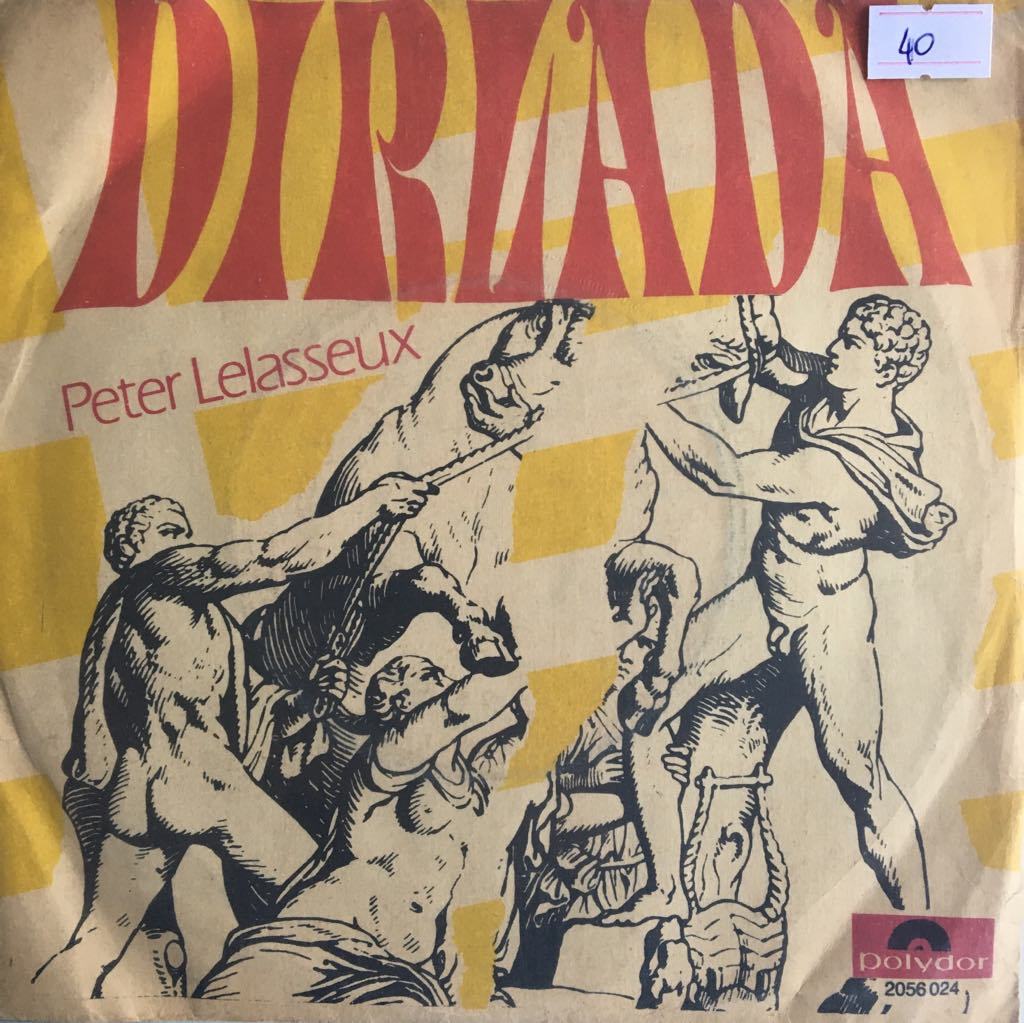 DIRLADA
40
Peter Lelasseux
polydor
2056 024